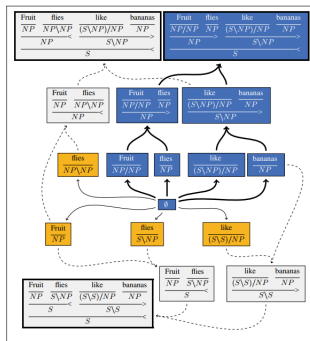 Fruit flies like bananas
NP NP\NP (S\NP)/NP NP
< >
NP S\NP
<
S
Fruit flies like bananas
NP/NP NP (S\NP)/NP NP
> >
NP S\NP
<
S
Fruit flies
NP NP\NP
<
NP
Fruit flies
NP/NP NP
>
NP
like bananas
(S\NP)/NP NP
>
S\NP
flies
NP\NP
Fruit
NP/NP
flies
NP
like
(S\NP)/NP
bananas
NP
∅
Fruit
NP
flies
S\NP
like
(S\S)/NP
Fruit flies
NP S\NP
<
S
like bananas
(S\S)/NP NP
>
S\S
Fruit flies like bananas
NP S\NP (S\S)/NP NP
< >
S S\S
<
S